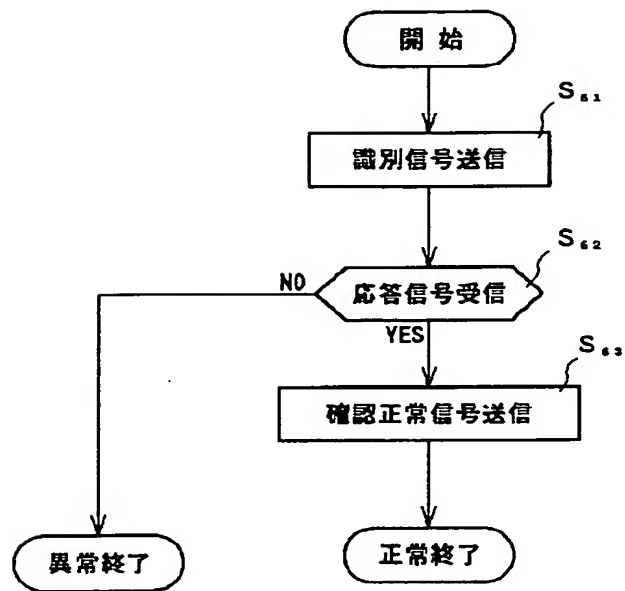 開 始
S₆₁
識別信号送信
S₆₂
応答信号受信
NO
YES
S₆₃
確認正常信号送信
異常終了
正常終了